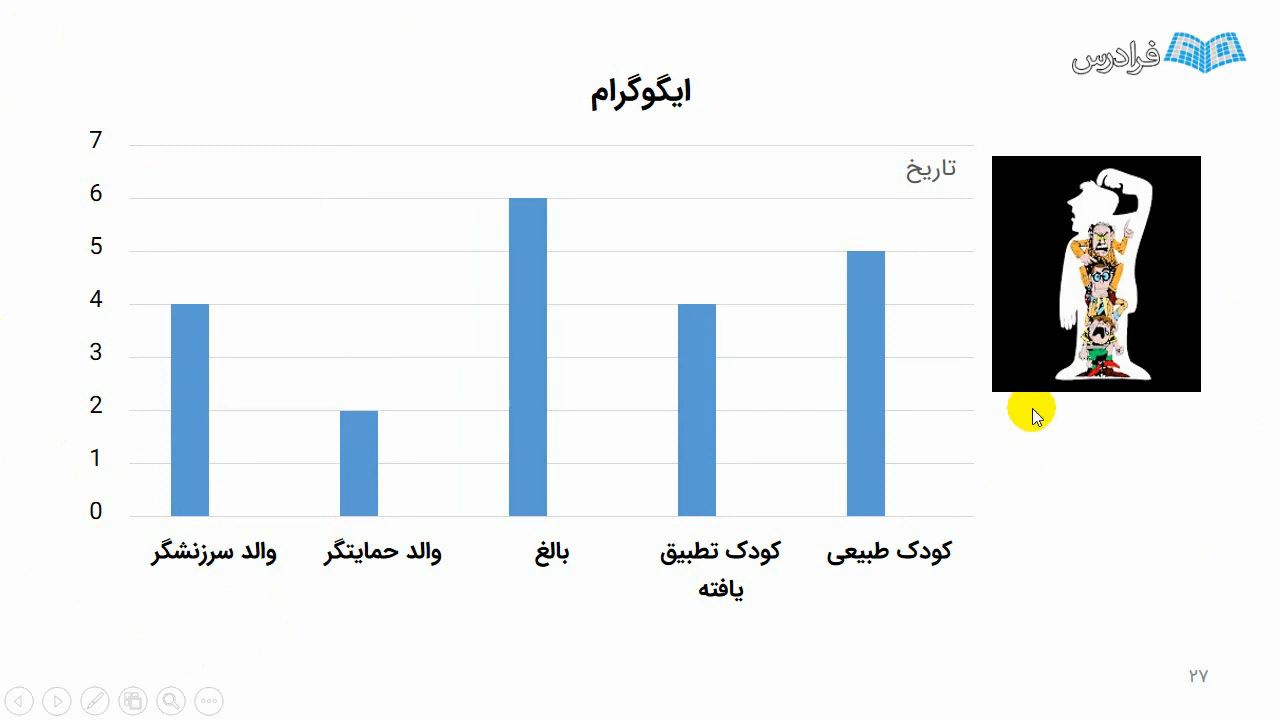 فرادرس
ایگوگرام
تاریخ
7
6
5
4
3
2
1
0
والد سرزنشگر
والد حمایتگر
بالغ
کودک تطبیق
یافته
کودک طبیعی
۲۷